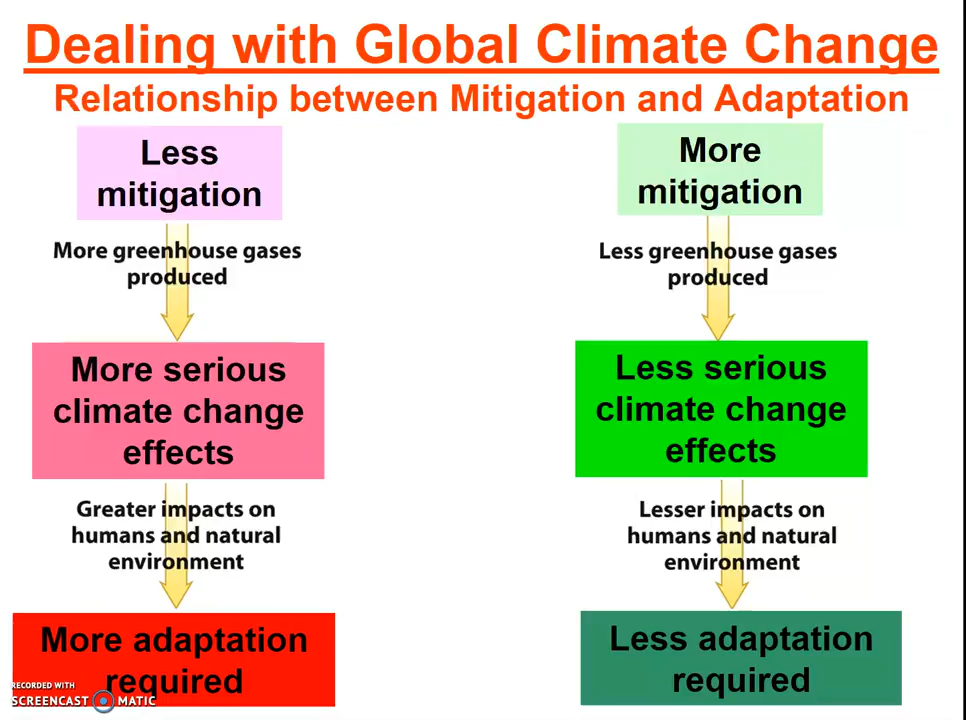 Dealing with Global Climate Change
Relationship between Mitigation and Adaptation
Less
mitigation
More greenhouse gases
produced
More serious
climate change
effects
Greater impacts on
humans and natural
environment
More adaptation
required
More
mitigation
Less greenhouse gases
produced
Less serious
climate change
effects
Lesser impacts on
humans and natural
environment
Less adaptation
required
RECORDED WITH
SCREENCAST MATIC